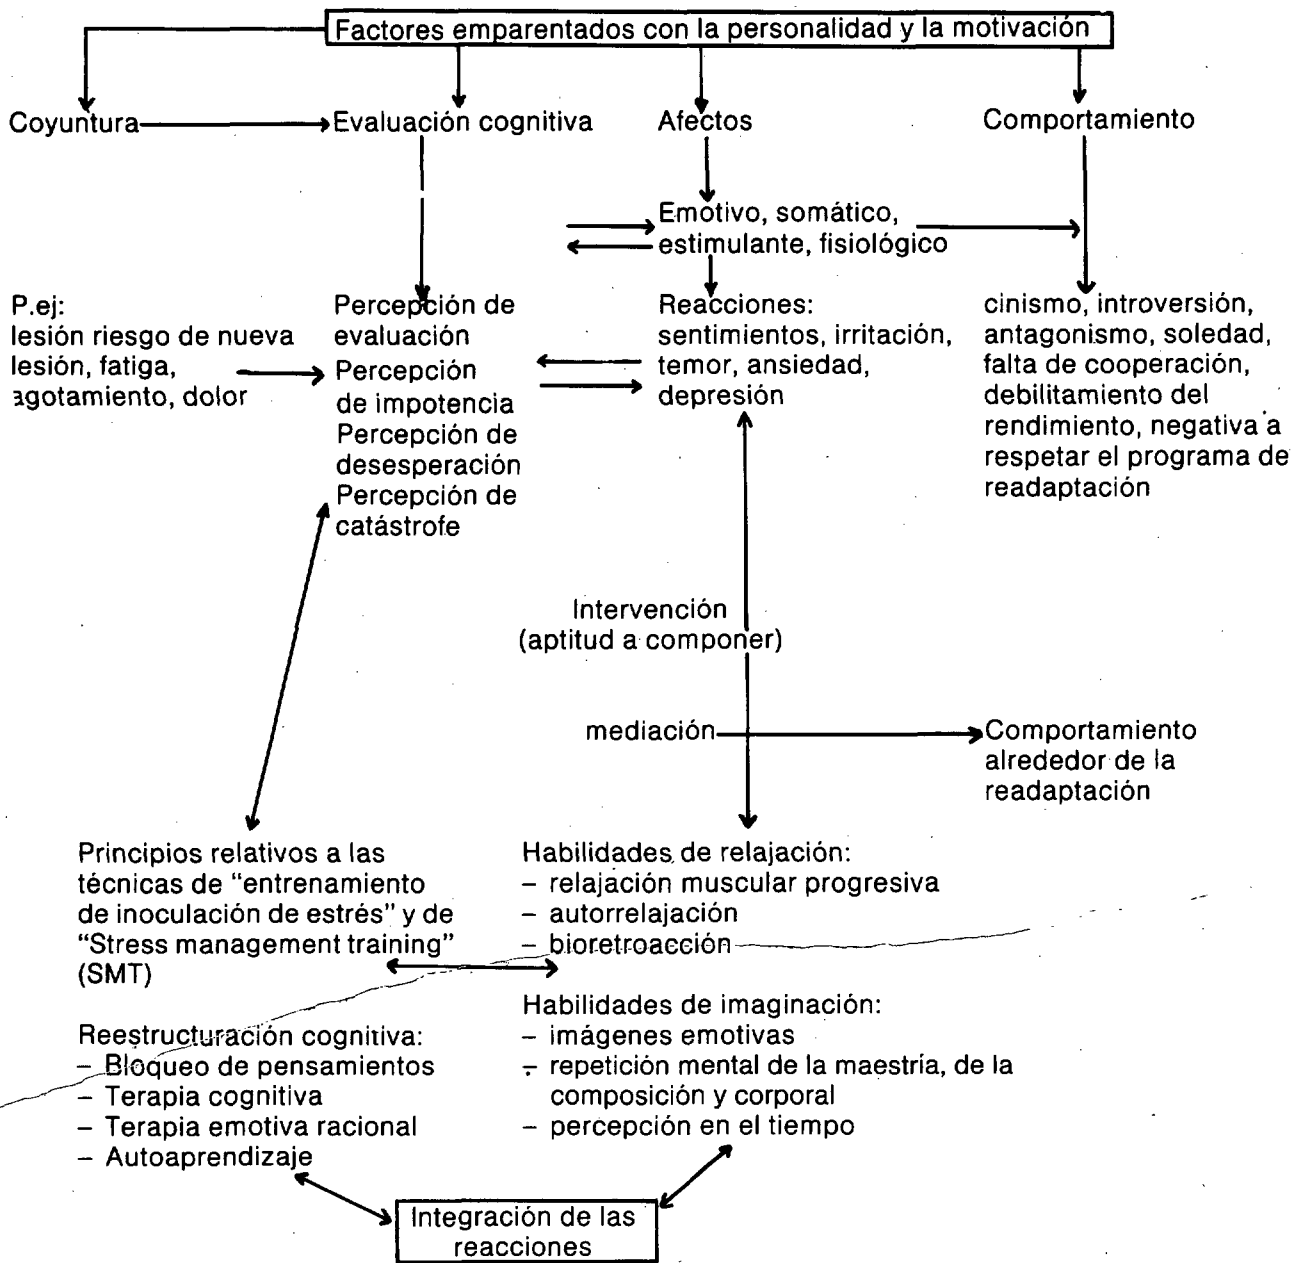 Factores emparentados con la personalidad y la motivación
Coyuntura
Evaluación cognitiva
Afectos
Comportamiento
Emotivo, somático,
estimulante, fisiológico
P.ej:
lesión riesgo de nueva
lesión, fatiga,
agotamiento, dolor
Percepción de
evaluación
Percepción
de impotencia
Percepción de
desesperación
Percepción de
catástrofe
Reacciones:
sentimientos, irritación,
temor, ansiedad,
depresión
cinismo, introversión,
antagonismo, soledad,
falta de cooperación,
debilitamiento del
rendimiento, negativa a
respetar el programa de
readaptación
Intervención
(aptitud a componer)
mediación
Comportamiento
alrededor de la
readaptación
Principios relativos a las
técnicas de “entrenamiento
de inoculación de estrés” y de
“Stress management training”
(SMT)
Reestructuración cognitiva:
– Bloqueo de pensamientos
– Terapia cognitiva
– Terapia emotiva racional
– Autoaprendizaje
Habilidades de relajación:
– relajación muscular progresiva
– autorrelajación
– bioretroacción
Habilidades de imaginación:
– imágenes emotivas
– repetición mental de la maestría, de la
composición y corporal
– percepción en el tiempo
Integración de las
reacciones